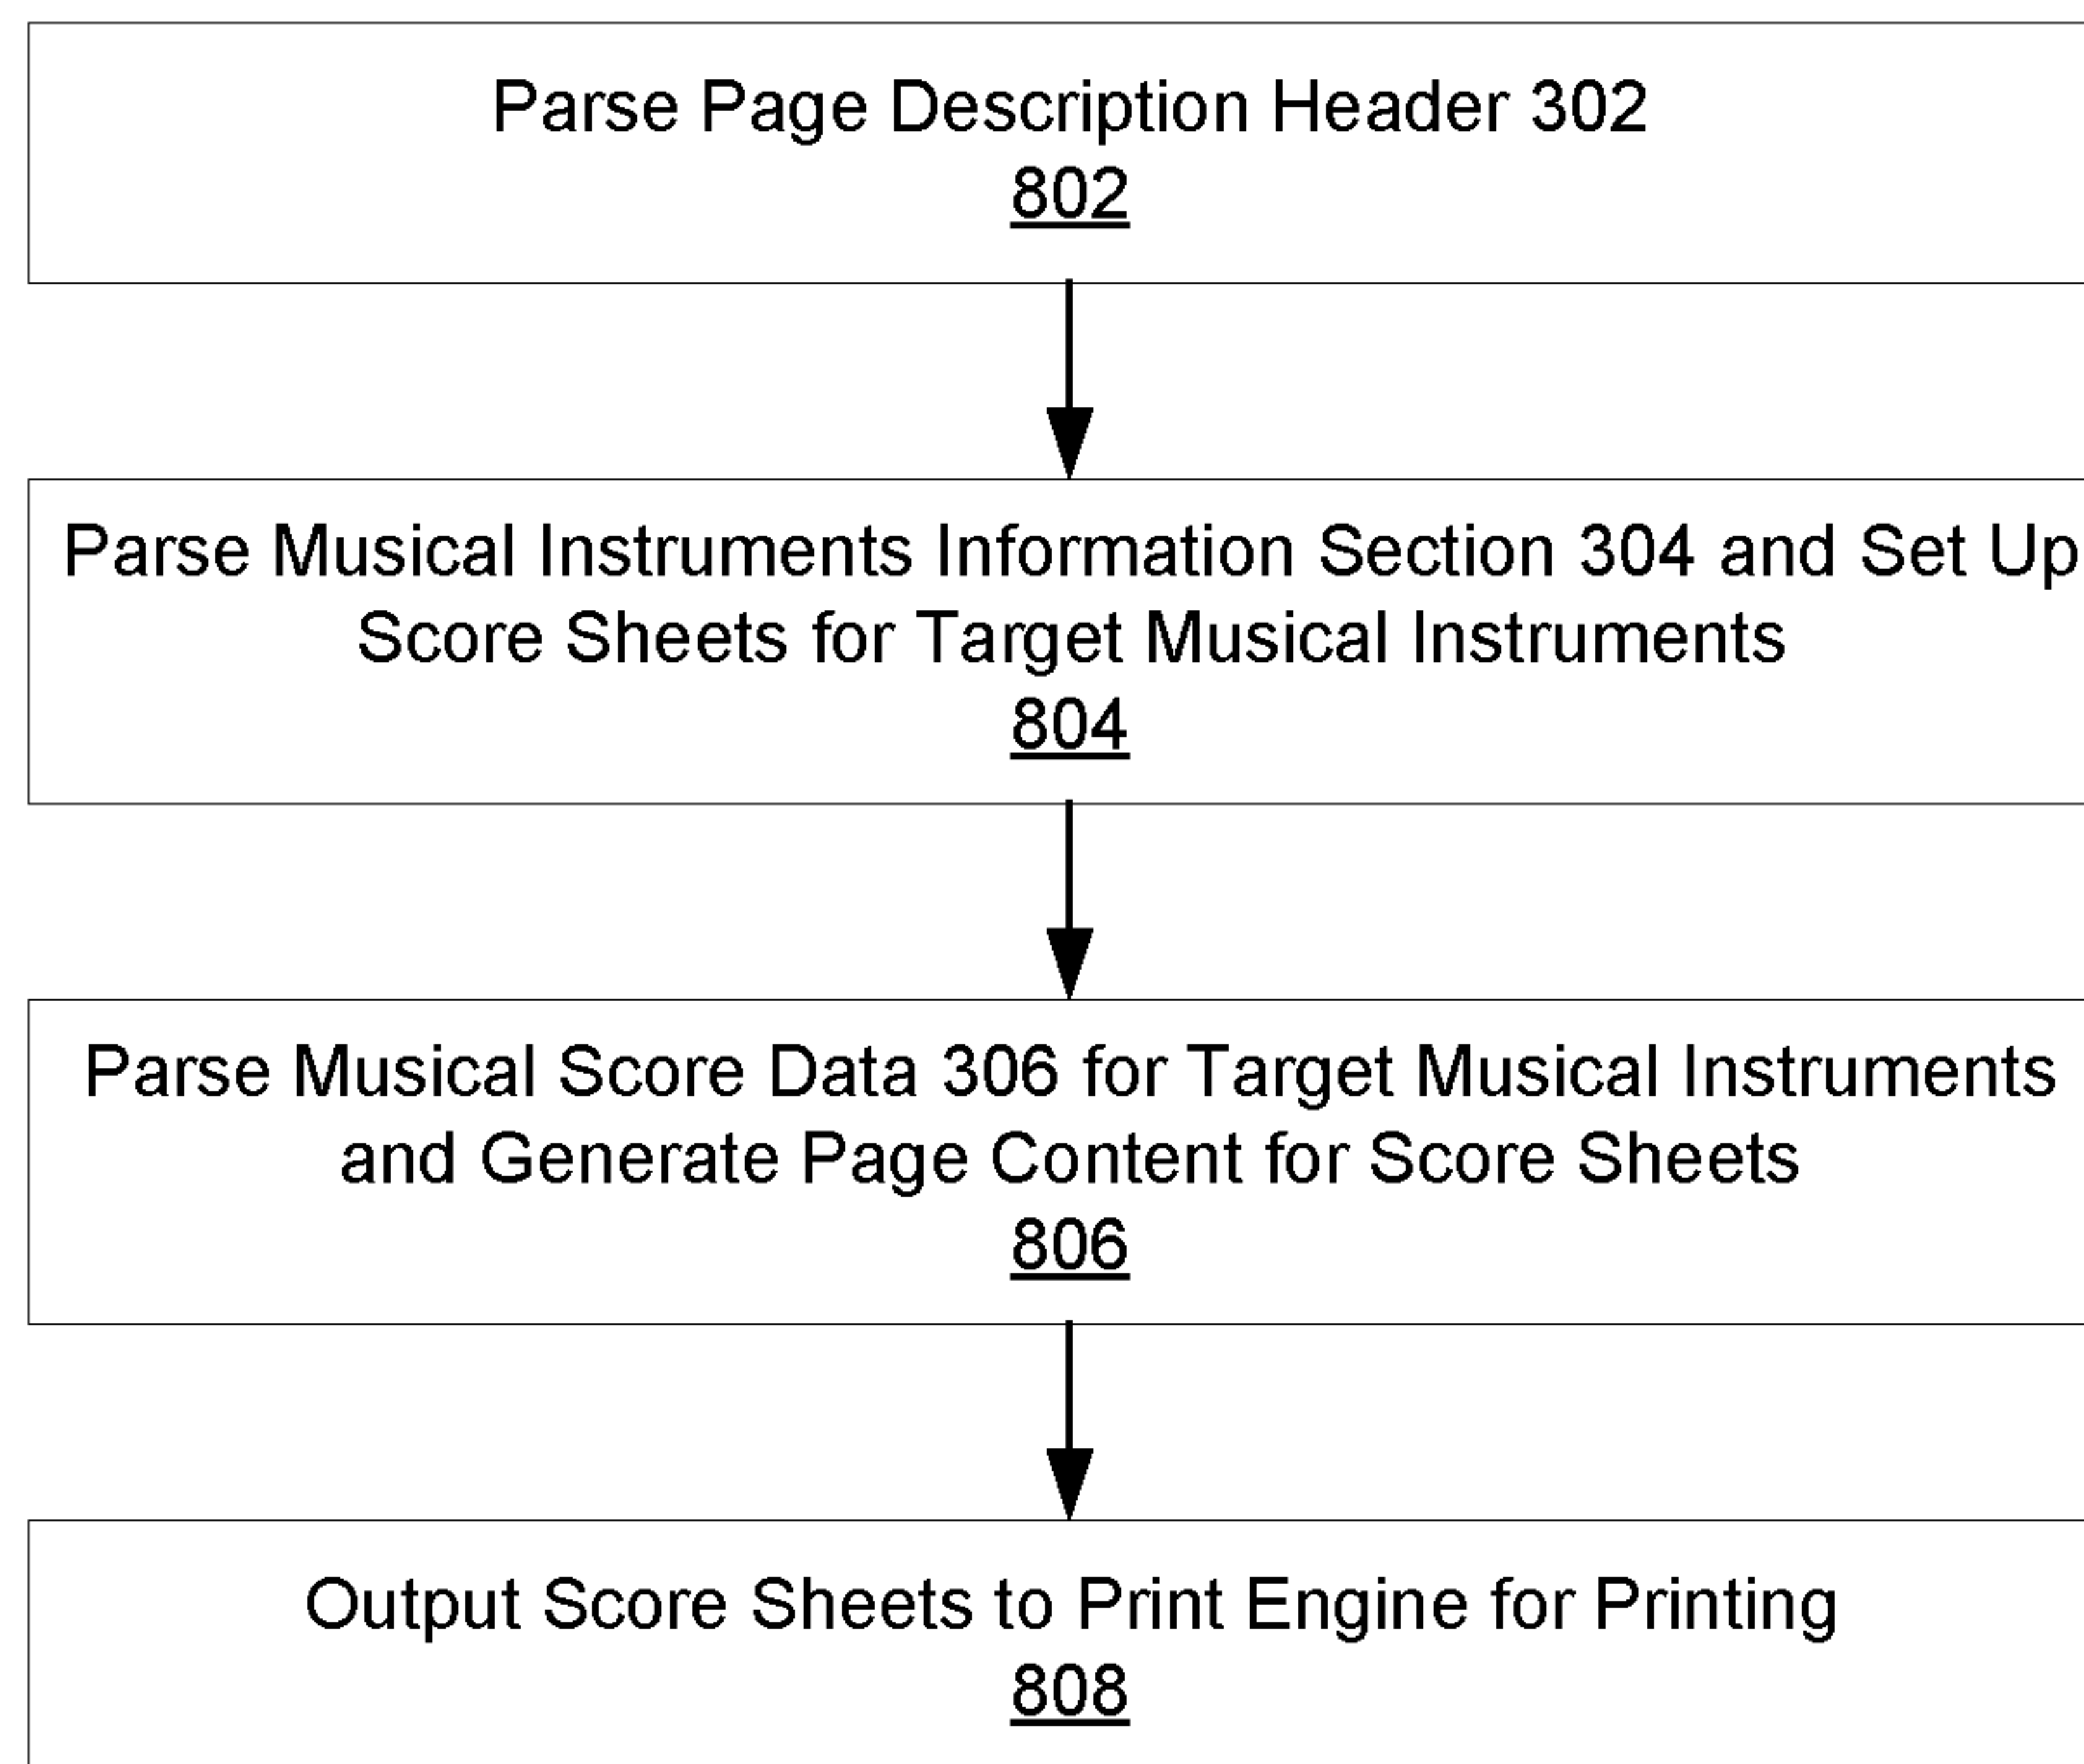 Parse Page Description Header 302
802
Parse Musical Instruments Information Section 304 and Set Up
Score Sheets for Target Musical Instruments
804
Parse Musical Score Data 306 for Target Musical Instruments
and Generate Page Content for Score Sheets
806
Output Score Sheets to Print Engine for Printing
808